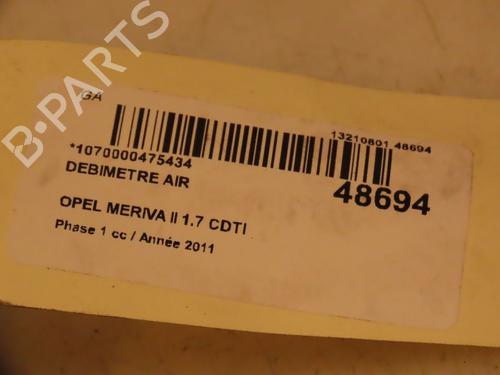 GA
13210801 48694
*1070000475434
DEBIMETRE AIR
48694
OPEL MERIVA II 1.7 CDTI
Phase 1 cc / Année 2011
B-PARTS